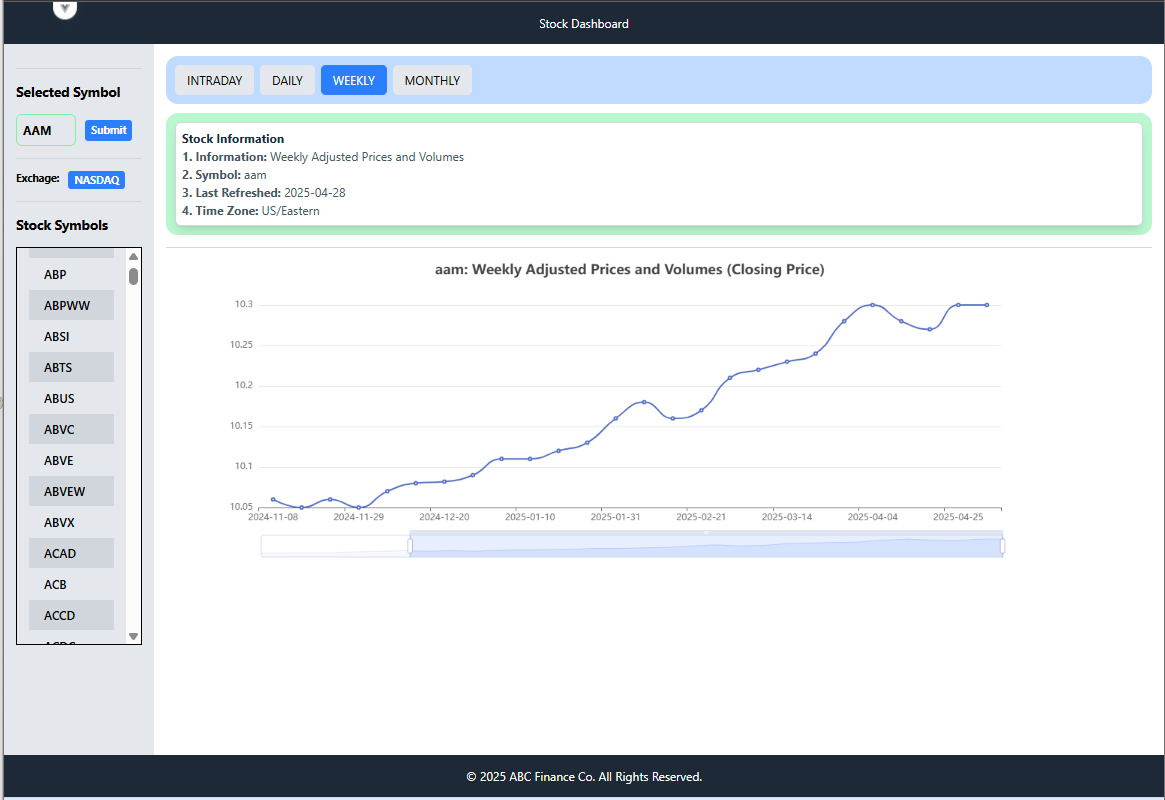 Stock Dashboard
Selected Symbol
AAM
Submit
Exchage:
NASDAQ
Stock Symbols
ABP
ABPWW
ABSI
ABTS
ABUS
ABVC
ABVE
ABVEW
ABVX
ACAD
ACB
ACCD
INTRADAY
DAILY
WEEKLY
MONTHLY
Stock Information
1. Information: Weekly Adjusted Prices and Volumes
2. Symbol: aam
3. Last Refreshed: 2025-04-28
4. Time Zone: US/Eastern
aam: Weekly Adjusted Prices and Volumes (Closing Price)
10.3
10.25
10.2
10.15
10.1
10.05
2024-11-08 2024-11-29 2024-12-20 2025-01-10 2025-01-31 2025-02-21 2025-03-14 2025-04-04 2025-04-25
© 2025 ABC Finance Co. All Rights Reserved.